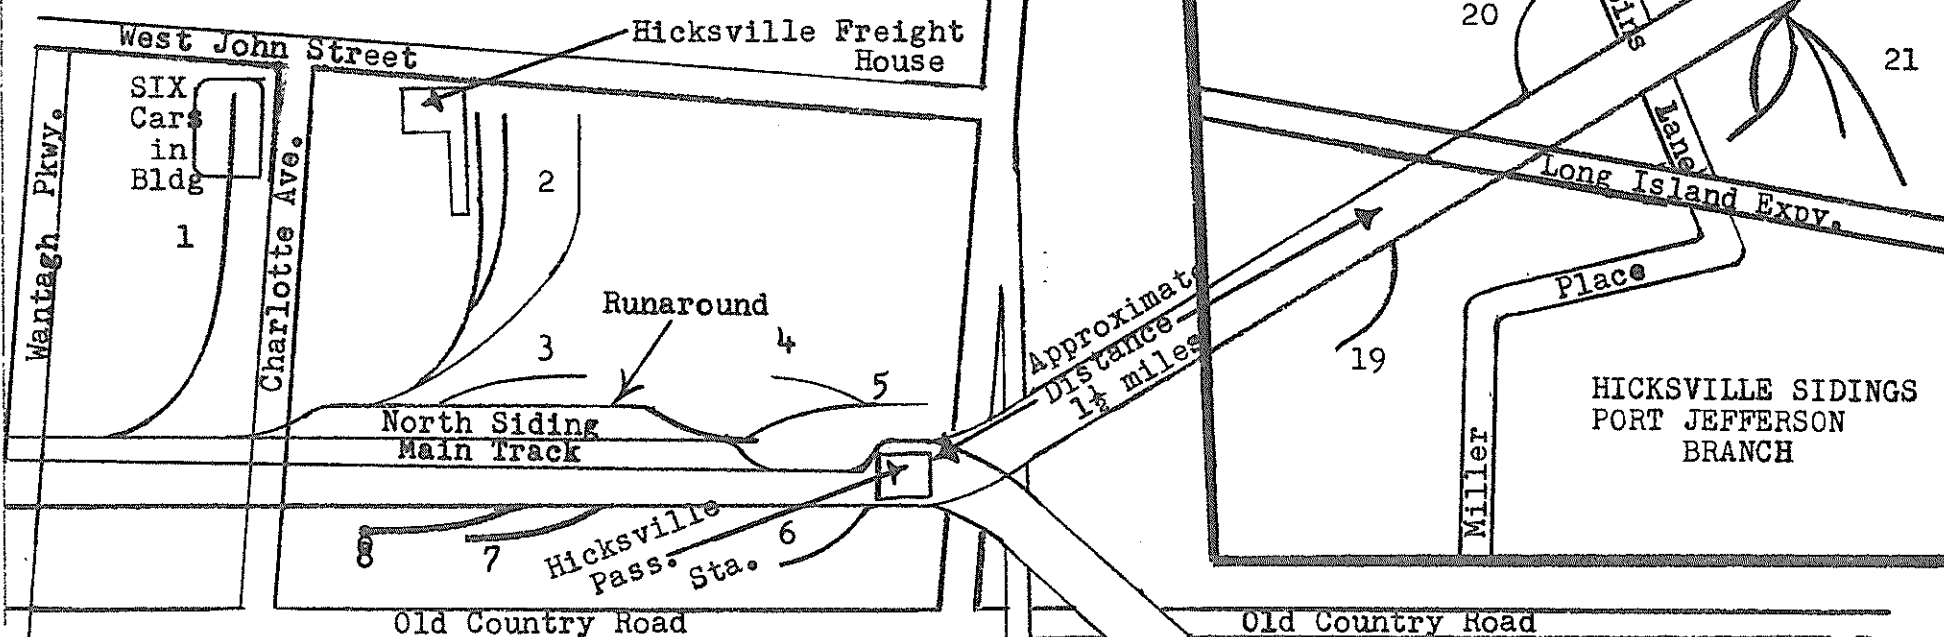 West John Street
Hicksville Freight
House
SIX
Cars
in
Bldg
Wantagh Pkwy.
Charlotte Ave.
1
2
Runaround
3
4
5
North Siding
Main Track
Hicksville
Pass. Sta.
6
7
8
Old Country Road
Approximate
Distance
1½ miles
20
21
Lane
Long Island Expy.
Place
19
Miller
HICKSVILLE SIDINGS
PORT JEFFERSON
BRANCH
Old Country Road